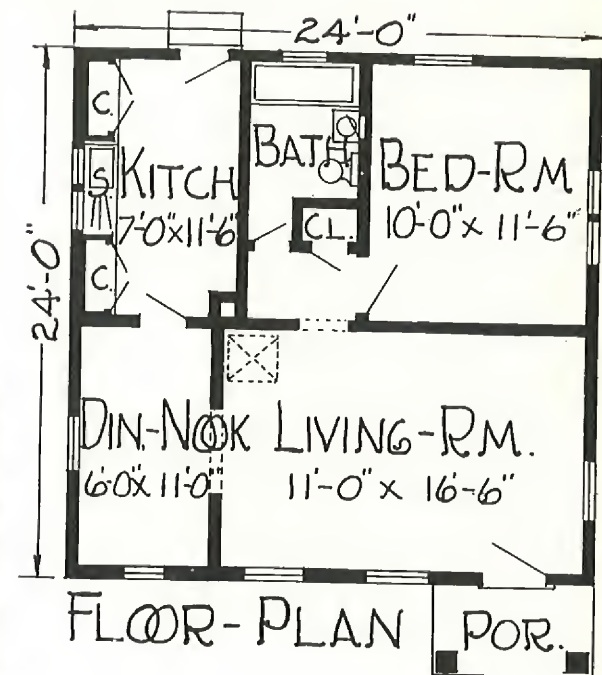 24'-0"
24'-0"
C.
S
C.
KITCH
7'-0"x11'-6"
BATH
CL.
BED-RM
10'-0" x 11'-6"
DIN.-NOOK
6'-0"x 11'-0"
LIVING-RM.
11'-0" x 16'-6"
FLOOR-PLAN
POR.